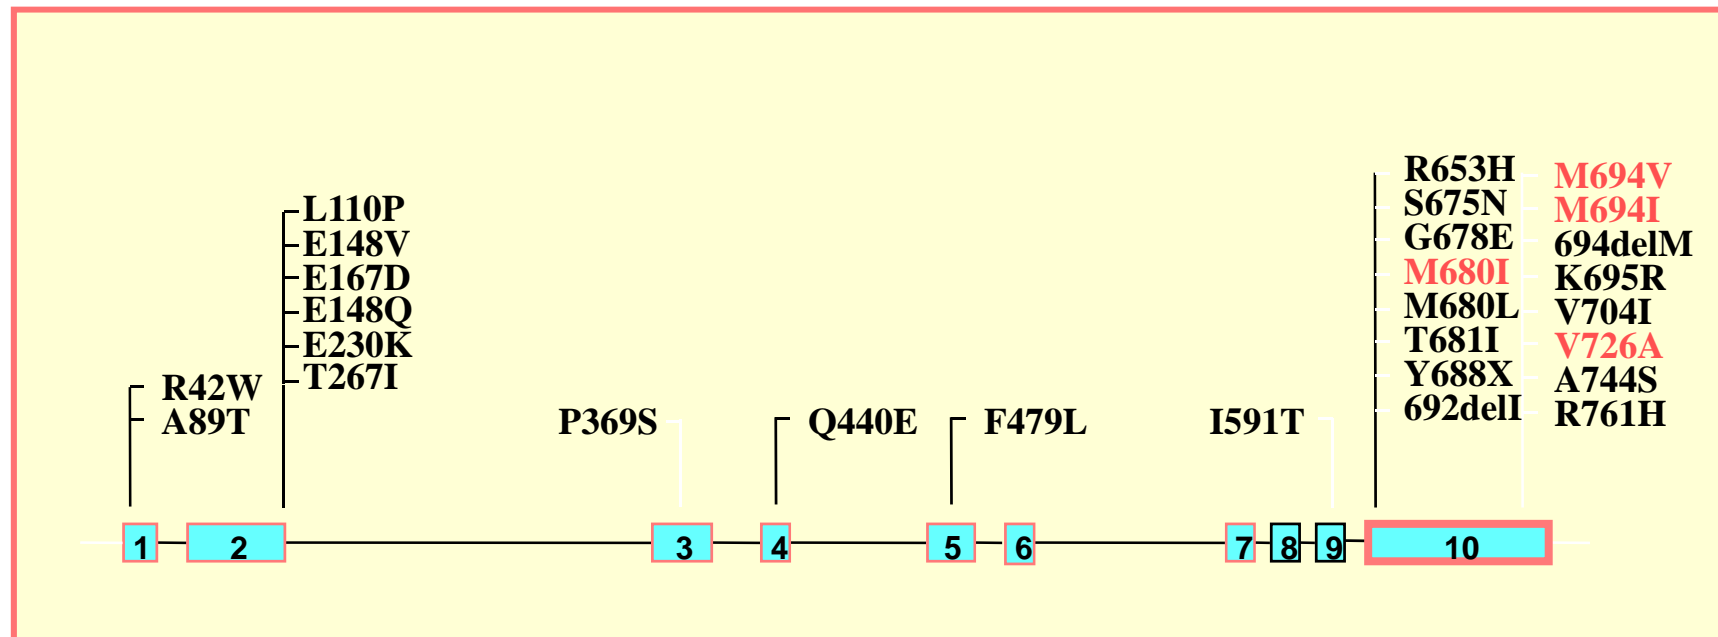 R42W
A89T
L110P
E148V
E167D
E148Q
E230K
T267I
P369S
Q440E
F479L
I591T
R653H
S675N
G678E
M680I
M680L
T681I
Y688X
692delI
M694V
M694I
694delM
K695R
V704I
V726A
A744S
R761H
1
2
3
4
5
6
7
8
9
10